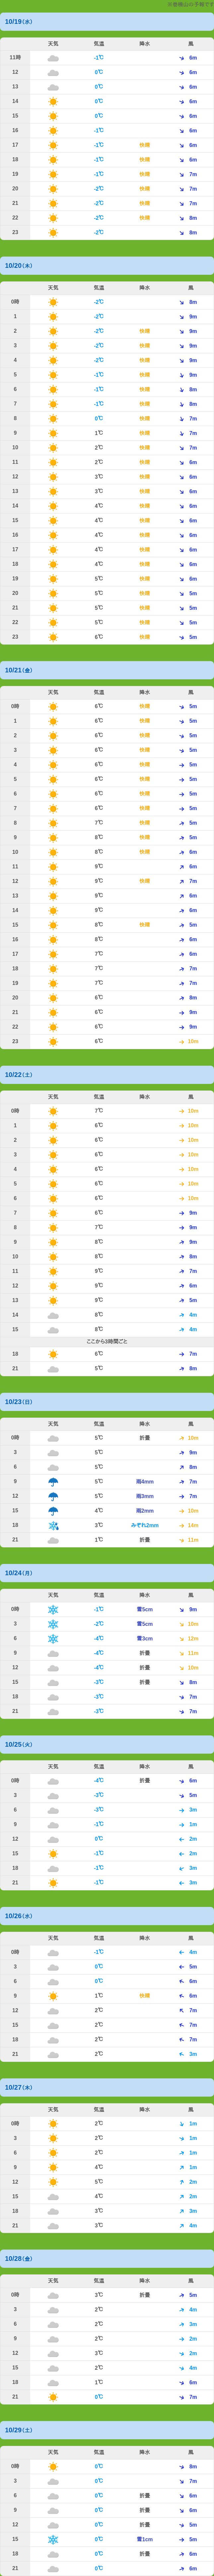 ※剣山の予報です
10/19(水)
天気 気温 降水 風
11時 -1℃ 6m
12 0℃ 6m
13 0℃ 6m
14 0℃ 6m
15 0℃ 6m
16 -1℃ 6m
17 -1℃ 快晴 6m
18 -1℃ 快晴 6m
19 -1℃ 快晴 7m
20 -2℃ 快晴 7m
21 -2℃ 快晴 7m
22 -2℃ 快晴 8m
23 -2℃ 8m
10/20(木)
天気 気温 降水 風
0時 -2℃ 8m
1 -2℃ 9m
2 -2℃ 快晴 9m
3 -2℃ 快晴 9m
4 -2℃ 快晴 9m
5 -1℃ 快晴 9m
6 -1℃ 快晴 8m
7 -1℃ 快晴 8m
8 0℃ 快晴 7m
9 1℃ 快晴 7m
10 2℃ 快晴 7m
11 2℃ 快晴 6m
12 3℃ 快晴 6m
13 3℃ 快晴 6m
14 4℃ 快晴 6m
15 4℃ 快晴 6m
16 4℃ 快晴 6m
17 4℃ 快晴 6m
18 4℃ 快晴 6m
19 5℃ 快晴 6m
20 5℃ 快晴 5m
21 5℃ 快晴 5m
22 5℃ 快晴 5m
23 6℃ 快晴 5m
10/21(金)
天気 気温 降水 風
0時 6℃ 快晴 5m
1 6℃ 快晴 5m
2 6℃ 快晴 5m
3 6℃ 快晴 5m
4 6℃ 快晴 5m
5 6℃ 快晴 5m
6 6℃ 快晴 5m
7 6℃ 快晴 5m
8 7℃ 快晴 5m
9 8℃ 快晴 5m
10 8℃ 快晴 6m
11 9℃ 6m
12 9℃ 快晴 7m
13 9℃ 6m
14 9℃ 6m
15 8℃ 快晴 5m
16 8℃ 6m
17 7℃ 6m
18 7℃ 7m
19 7℃ 7m
20 6℃ 8m
21 6℃ 9m
22 6℃ 9m
23 6℃ 10m
10/22(土)
天気 気温 降水 風
0時 7℃ 10m
1 6℃ 10m
2 6℃ 10m
3 6℃ 10m
4 6℃ 10m
5 6℃ 10m
6 6℃ 10m
7 6℃ 9m
8 7℃ 9m
9 8℃ 9m
10 8℃ 8m
11 9℃ 7m
12 9℃ 6m
13 9℃ 5m
14 8℃ 4m
15 8℃ 4m
ここから3時間ごと
18 6℃ 7m
21 5℃ 8m
10/23(日)
天気 気温 降水 風
0時 5℃ 折畳 10m
3 5℃ 9m
6 5℃ 8m
9 5℃ 雨4mm 7m
12 5℃ 雨3mm 7m
15 4℃ 雨2mm 10m
18 3℃ みぞれ2mm 14m
21 1℃ 折畳 11m
10/24(月)
天気 気温 降水 風
0時 -1℃ 雪5cm 9m
3 -2℃ 雪5cm 10m
6 -4℃ 雪3cm 12m
9 -4℃ 折畳 11m
12 -4℃ 折畳 10m
15 -3℃ 折畳 8m
18 -3℃ 7m
21 -3℃ 7m
10/25(火)
天気 気温 降水 風
0時 -4℃ 折畳 6m
3 -3℃ 5m
6 -3℃ 3m
9 -1℃ 1m
12 0℃ 2m
15 -1℃ 2m
18 -1℃ 3m
21 -1℃ 3m
10/26(水)
天気 気温 降水 風
0時 -1℃ 4m
3 0℃ 5m
6 0℃ 6m
9 1℃ 快晴 6m
12 2℃ 7m
15 2℃ 7m
18 2℃ 7m
21 2℃ 3m
10/27(木)
天気 気温 降水 風
0時 2℃ 1m
3 2℃ 1m
6 2℃ 1m
9 4℃ 1m
12 5℃ 2m
15 4℃ 2m
18 3℃ 3m
21 3℃ 4m
10/28(金)
天気 気温 降水 風
0時 3℃ 折畳 5m
3 2℃ 4m
6 2℃ 3m
9 2℃ 2m
12 3℃ 2m
15 2℃ 4m
18 1℃ 6m
21 0℃ 7m
10/29(土)
天気 気温 降水 風
0時 0℃ 8m
3 0℃ 7m
6 0℃ 折畳 6m
9 0℃ 折畳 6m
12 0℃ 折畳 5m
15 0℃ 雪1cm 5m
18 0℃ 折畳 6m
21 0℃ 6m